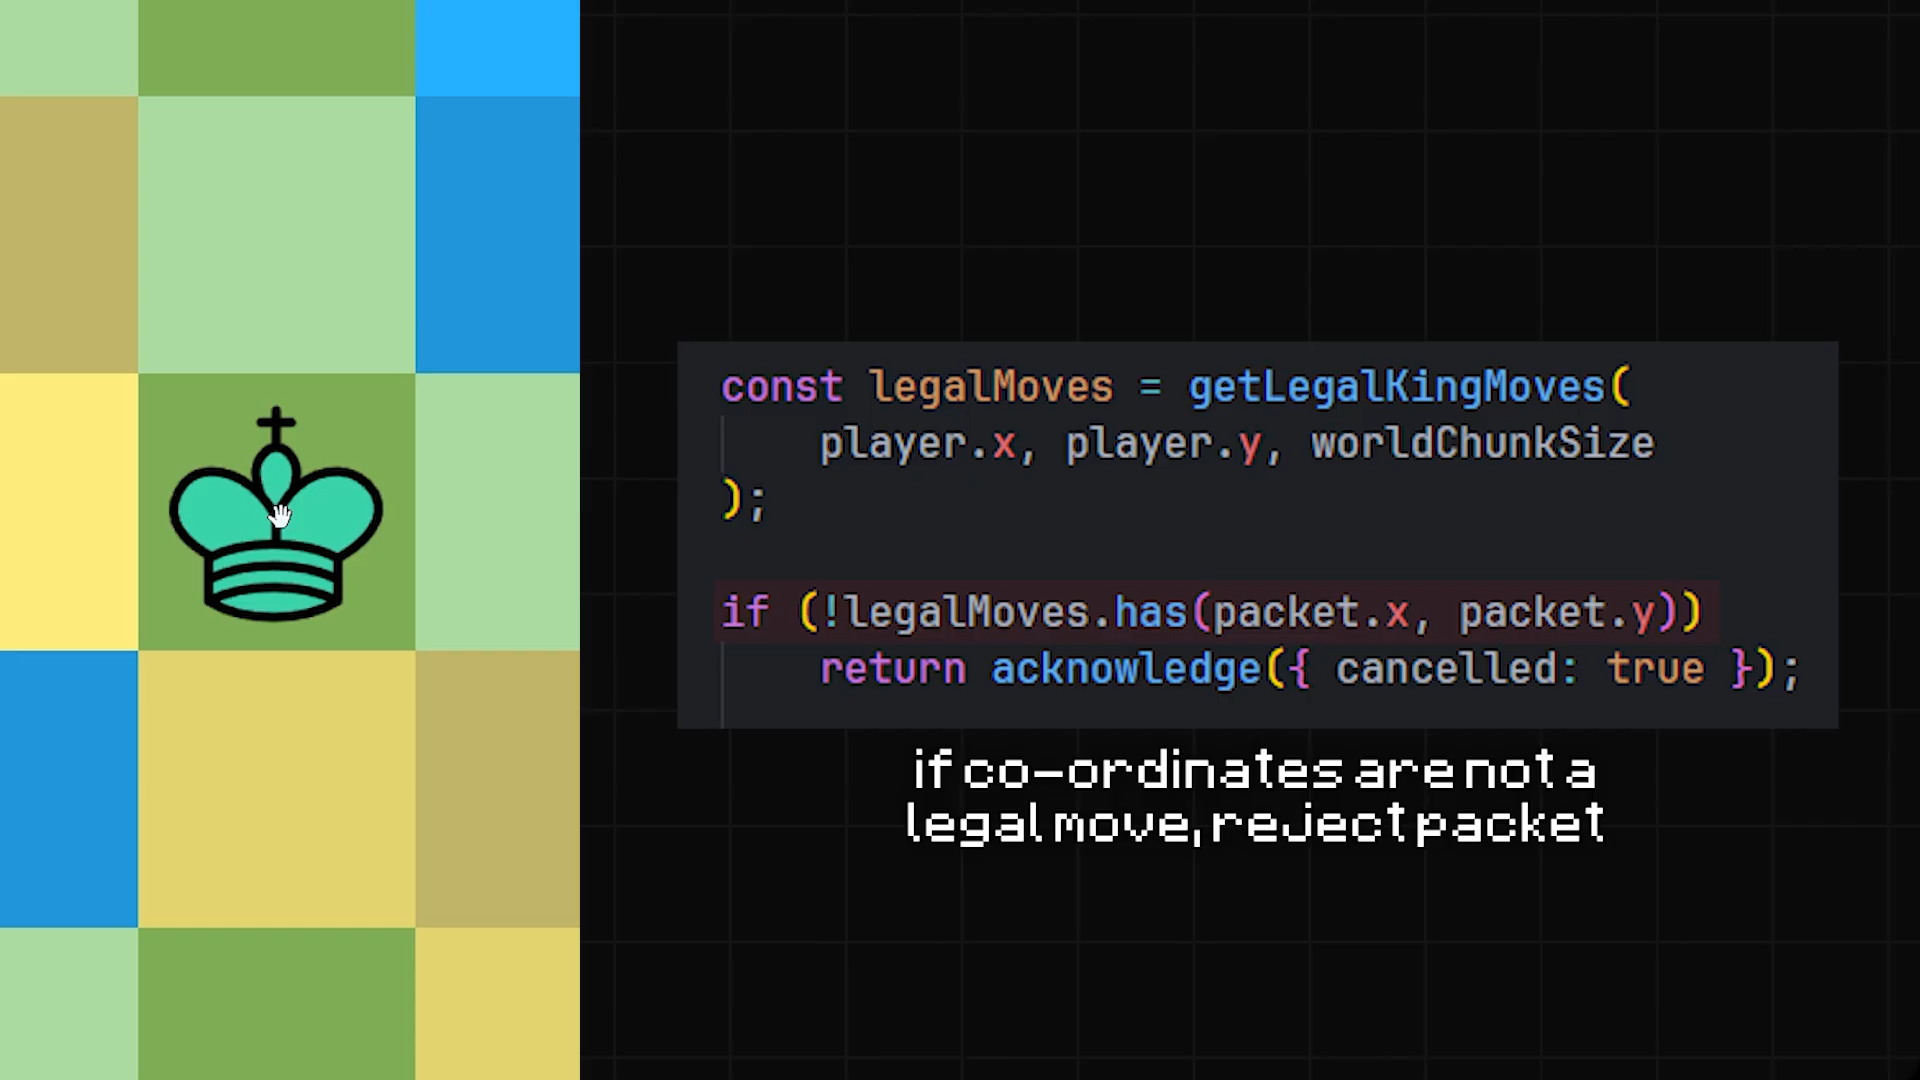 const legalMoves = getLegalKingMoves(
player.x, player.y, worldChunkSize
);
if (!legalMoves.has(packet.x, packet.y))
return acknowledge({ cancelled: true });
if co-ordinates are not a
legal move, reject packet